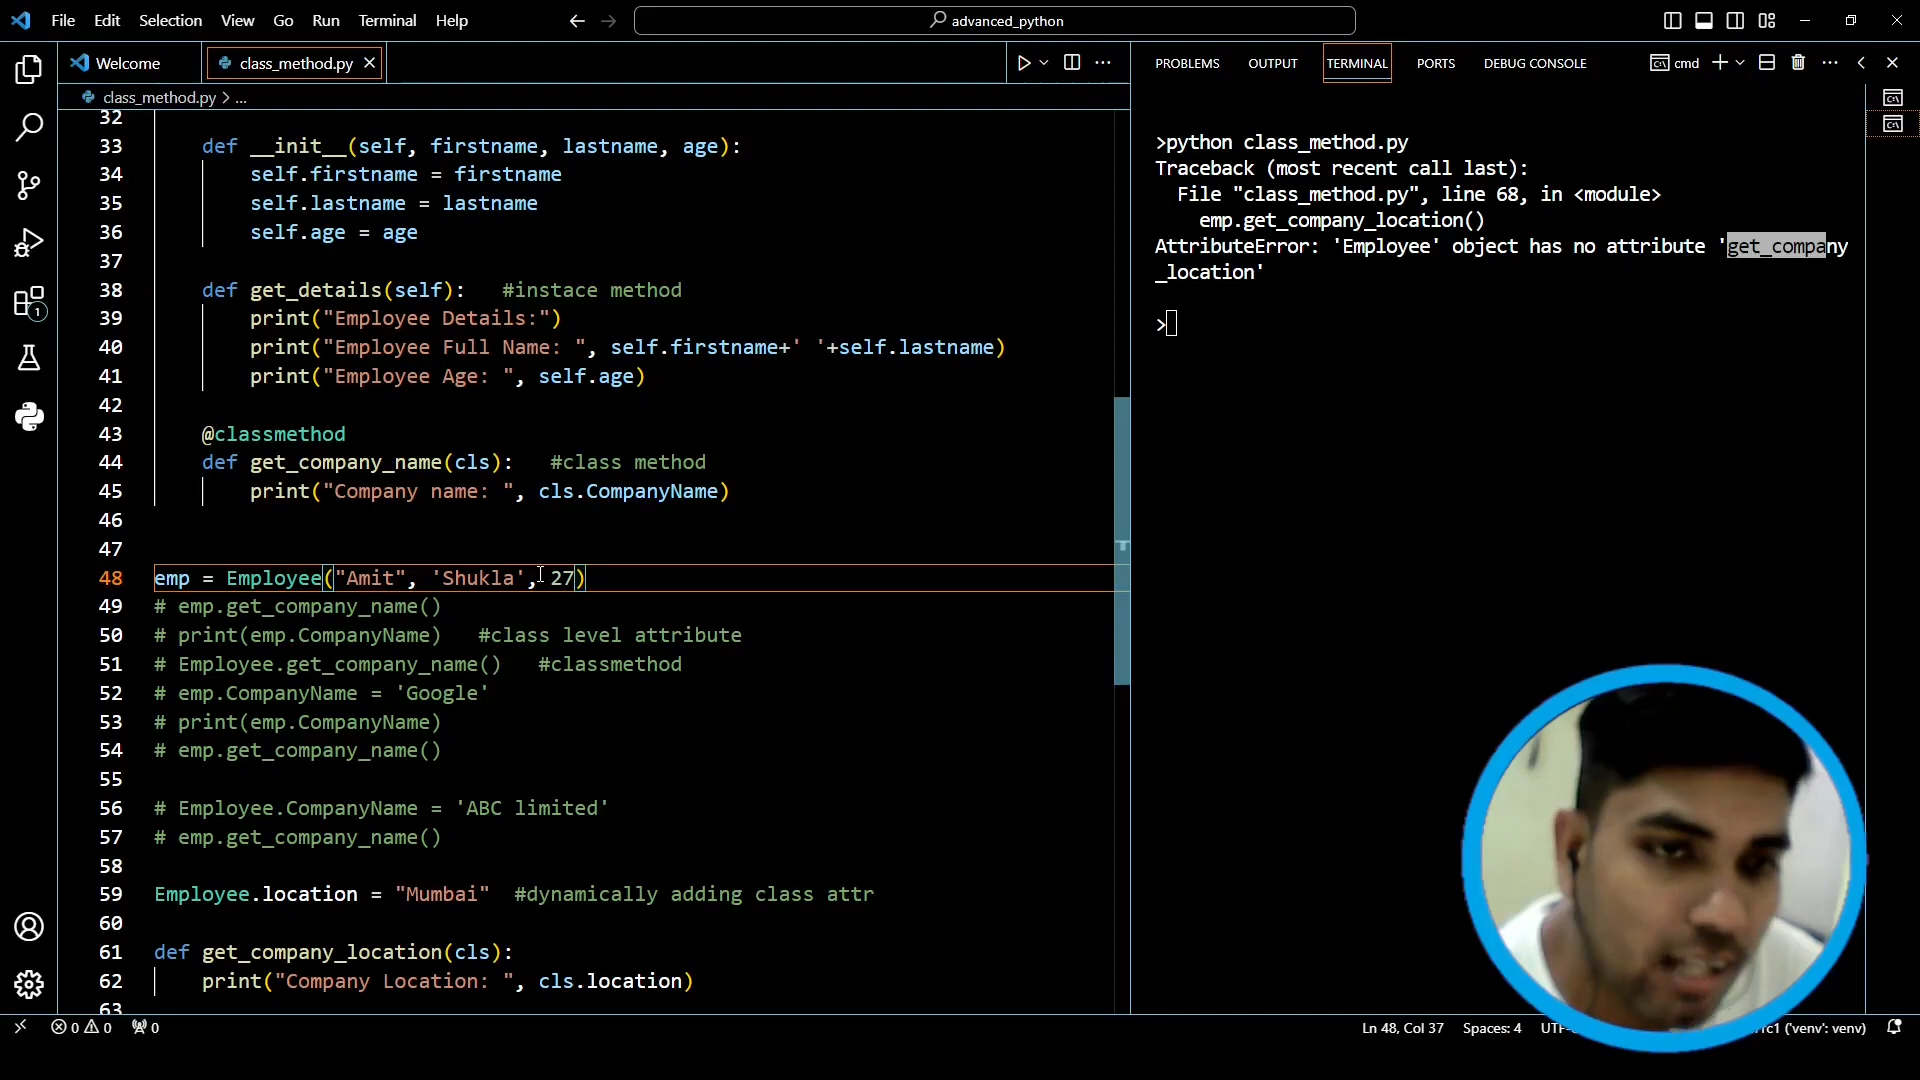 File Edit Selection View Go Run Terminal Help
advanced_python
Welcome
class_method.py
PROBLEMS OUTPUT TERMINAL PORTS DEBUG CONSOLE
cmd
class_method.py > ...
32
33 def __init__(self, firstname, lastname, age):
34 self.firstname = firstname
35 self.lastname = lastname
36 self.age = age
37
38 def get_details(self): #instace method
39 print("Employee Details:")
40 print("Employee Full Name: ", self.firstname+' '+self.lastname)
41 print("Employee Age: ", self.age)
42
43 @classmethod
44 def get_company_name(cls): #class method
45 print("Company name: ", cls.CompanyName)
46
47
48 emp = Employee("Amit", 'Shukla', 27)
49 # emp.get_company_name()
50 # print(emp.CompanyName) #class level attribute
51 # Employee.get_company_name() #classmethod
52 # emp.CompanyName = 'Google'
53 # print(emp.CompanyName)
54 # emp.get_company_name()
55
56 # Employee.CompanyName = 'ABC limited'
57 # emp.get_company_name()
58
59 Employee.location = "Mumbai" #dynamically adding class attr
60
61 def get_company_location(cls):
62 print("Company Location: ", cls.location)
63
>python class_method.py
Traceback (most recent call last):
File "class_method.py", line 68, in <module>
emp.get_company_location()
AttributeError: 'Employee' object has no attribute 'get_company
_location'
>
1
0 0 0
Ln 48, Col 37 Spaces: 4 ('venv': venv)